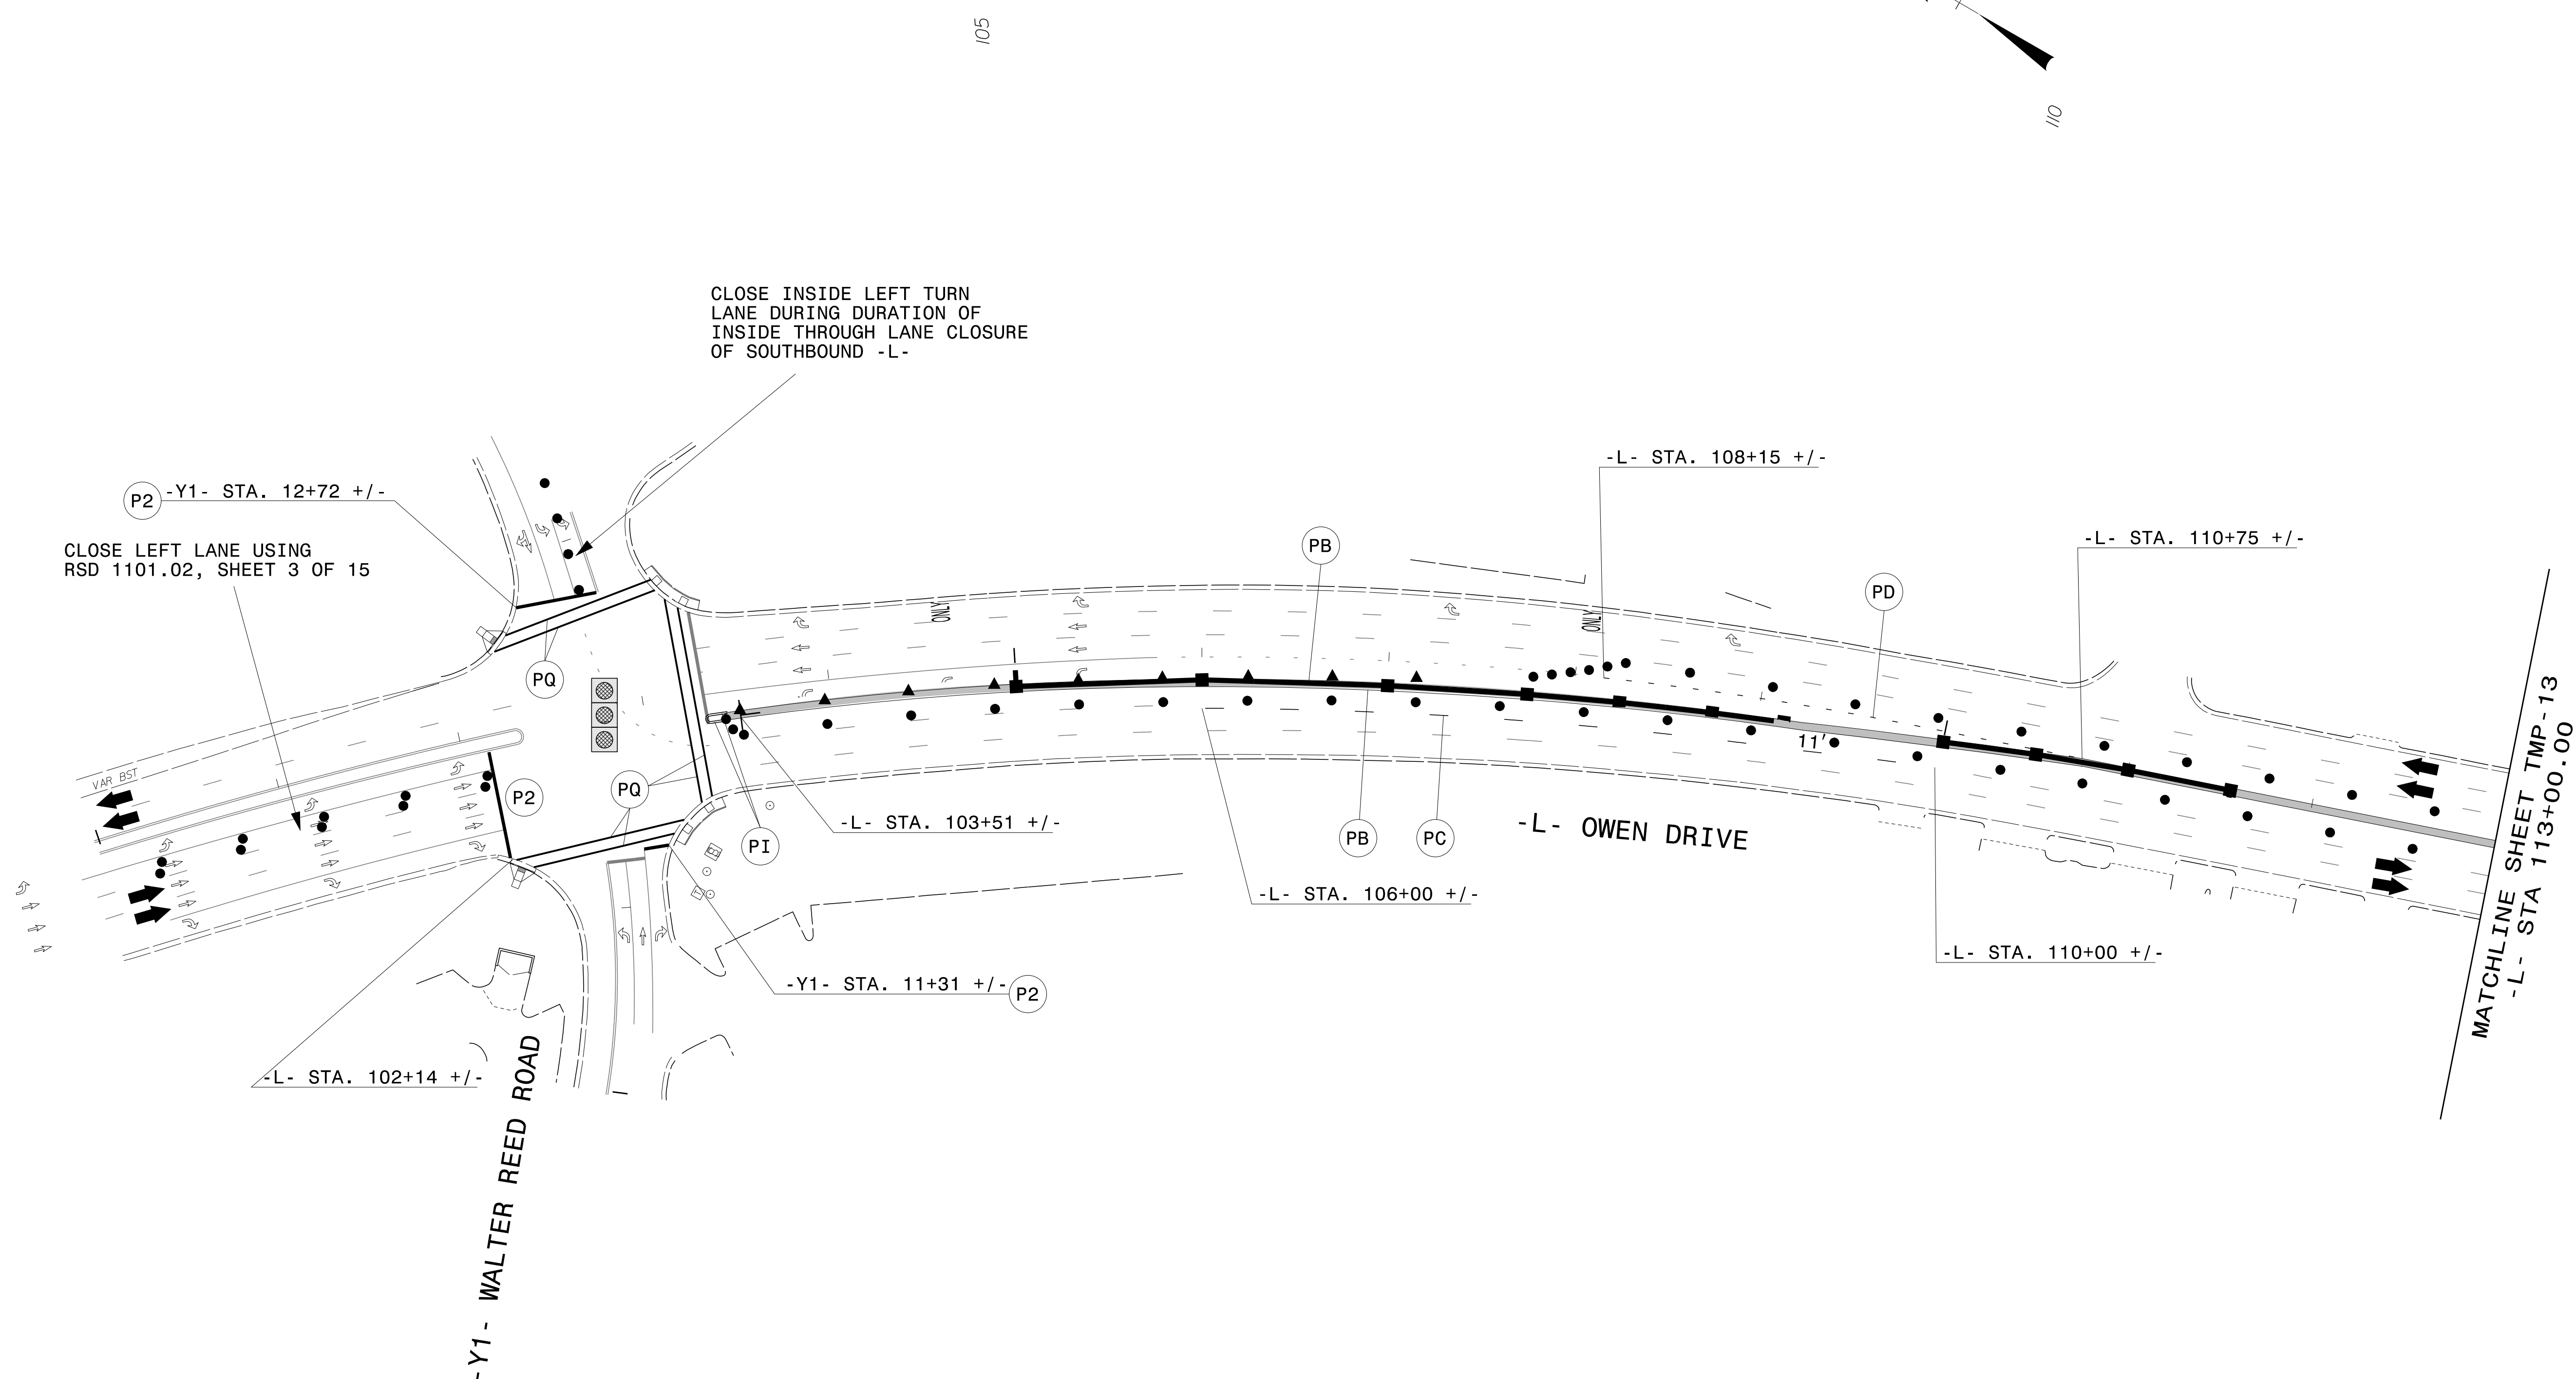 105
110
CLOSE INSIDE LEFT TURN
LANE DURING DURATION OF
INSIDE THROUGH LANE CLOSURE
OF SOUTHBOUND -L-
-L- STA. 108+15 +/-
P2
-Y1- STA. 12+72 +/-
CLOSE LEFT LANE USING
RSD 1101.02, SHEET 3 OF 15
PB
-L- STA. 110+75 +/-
PD
ONLY
ONLY
PQ
VAR BST
P2
PQ
11'
-L- STA. 103+51 +/-
PI
PB
PC
-L- OWEN DRIVE
-L- STA. 106+00 +/-
-L- STA. 110+00 +/-
-Y1- STA. 11+31 +/-
P2
-L- STA. 102+14 +/-
-Y1- WALTER REED ROAD
MATCHLINE SHEET TMP-13
-L- STA 113+00.00